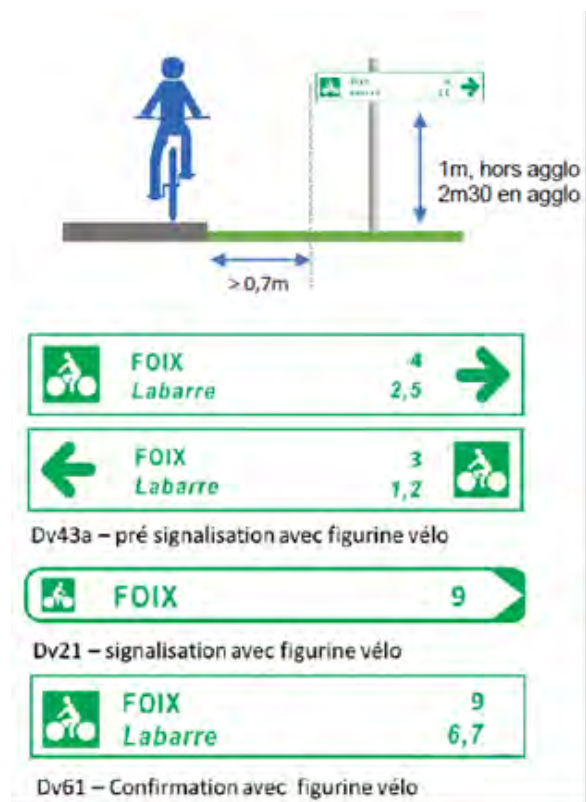 1m, hors agglo
2m30 en agglo
> 0,7m
FOIX 4
Labarre 2,5
FOIX 3
Labarre 1,2
Dv43a – pré signalisation avec figurine vélo
FOIX 9
Dv21 – signalisation avec figurine vélo
FOIX 9
Labarre 6,7
Dv61 – Confirmation avec figurine vélo